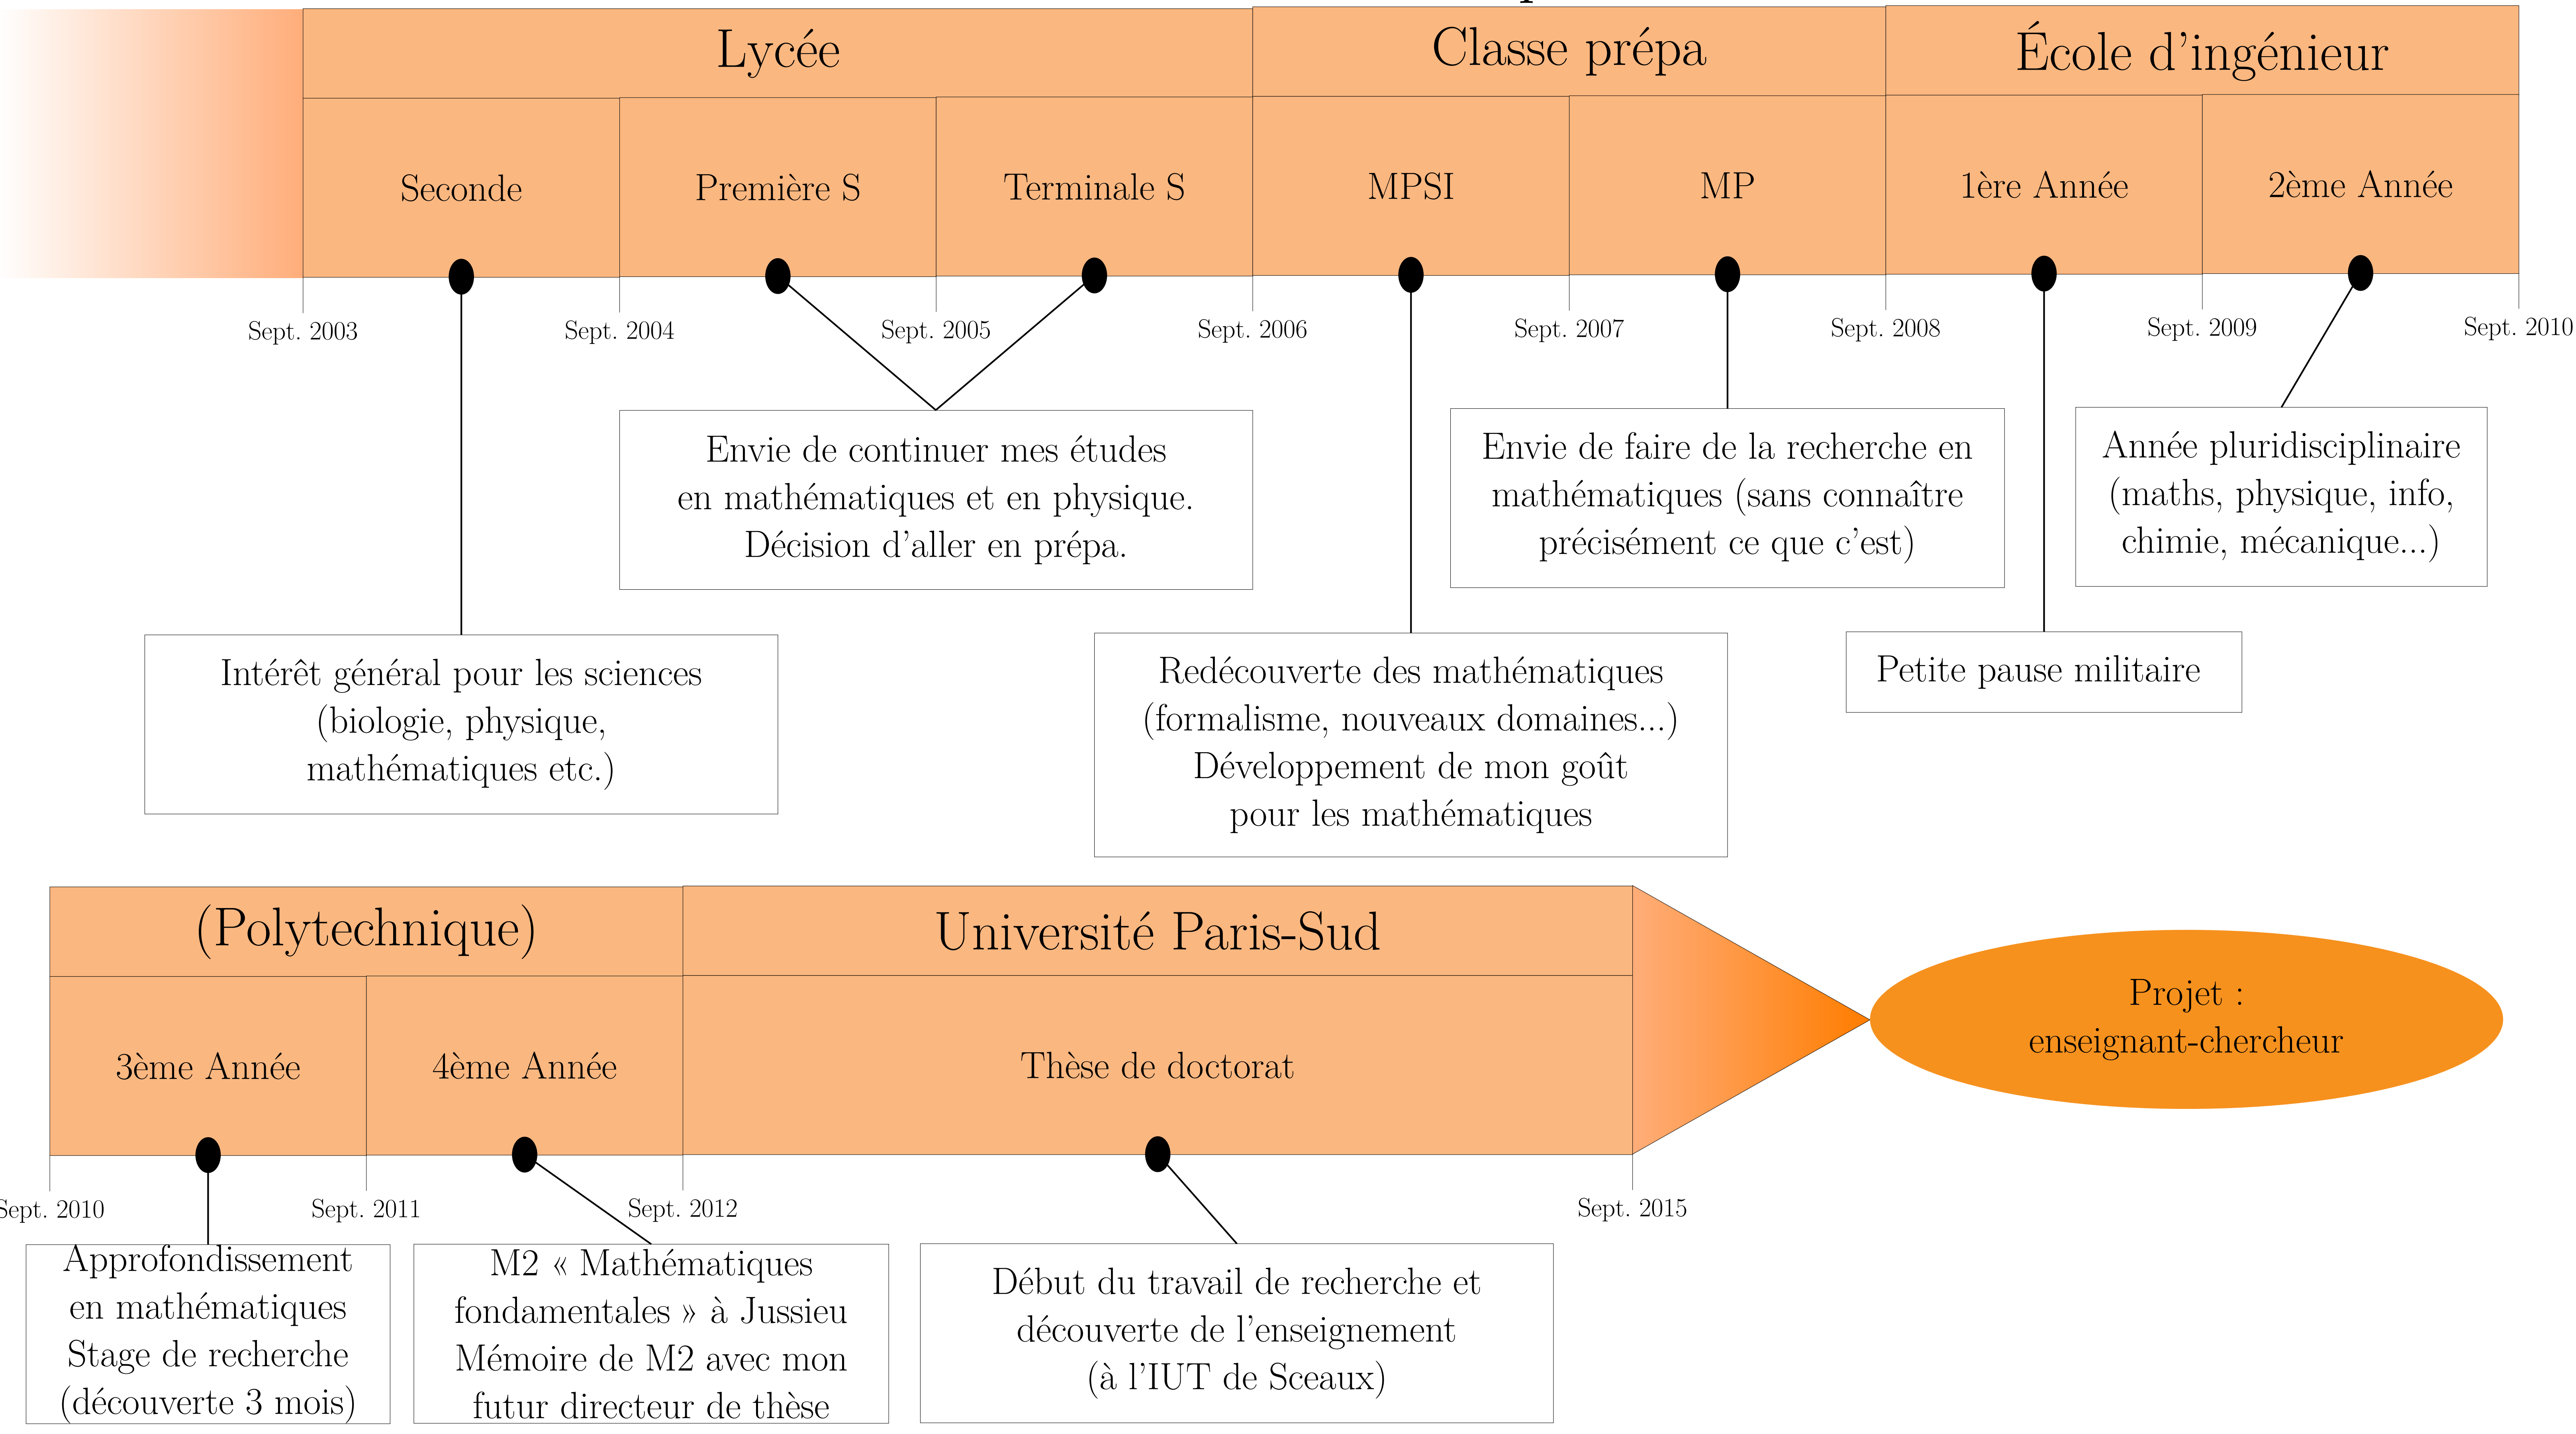 Lycée
Classe prépa
École d'ingénieur
Seconde
Première S
Terminale S
MPSI
MP
1ère Année
2ème Année
Sept. 2003
Sept. 2004
Sept. 2005
Sept. 2006
Sept. 2007
Sept. 2008
Sept. 2009
Sept. 2010
Envie de continuer mes études
en mathématiques et en physique.
Décision d'aller en prépa.
Envie de faire de la recherche en
mathématiques (sans connaître
précisément ce que c'est)
Année pluridisciplinaire
(maths, physique, info,
chimie, mécanique...)
Intérêt général pour les sciences
(biologie, physique,
mathématiques etc.)
Redécouverte des mathématiques
(formalisme, nouveaux domaines...)
Développement de mon goût
pour les mathématiques
Petite pause militaire
(Polytechnique)
Université Paris-Sud
3ème Année
4ème Année
Thèse de doctorat
Projet :
enseignant-chercheur
Sept. 2010
Sept. 2011
Sept. 2012
Sept. 2015
Approfondissement
en mathématiques
Stage de recherche
(découverte 3 mois)
M2 « Mathématiques
fondamentales » à Jussieu
Mémoire de M2 avec mon
futur directeur de thèse
Début du travail de recherche et
découverte de l'enseignement
(à l'IUT de Sceaux)